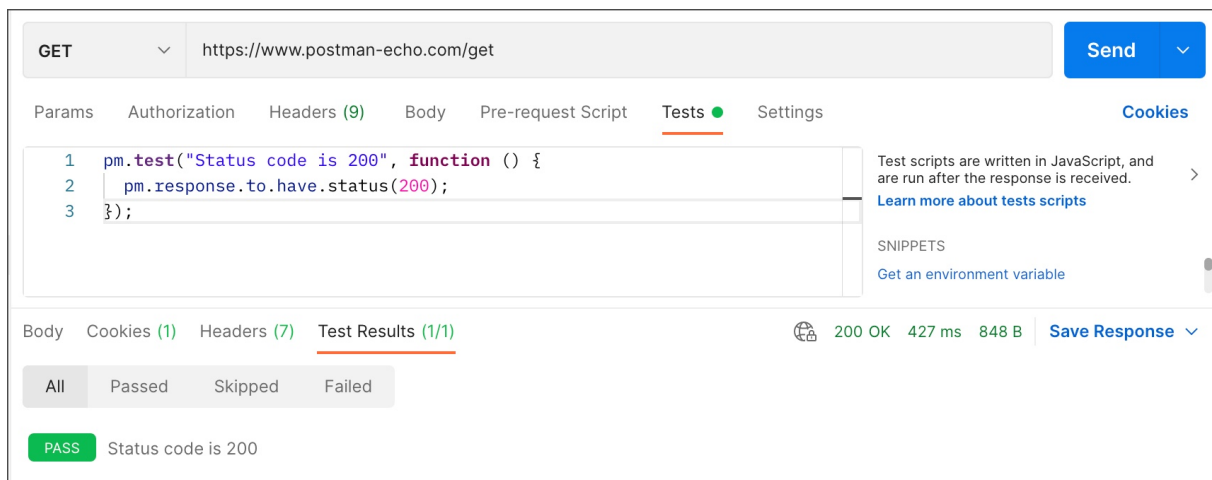 GET https://www.postman-echo.com/get Send
Params Authorization Headers (9) Body Pre-request Script Tests Settings Cookies
1 pm.test("Status code is 200", function () {
2 pm.response.to.have.status(200);
3 });
Test scripts are written in JavaScript, and
are run after the response is received.
Learn more about tests scripts
SNIPPETS
Get an environment variable
Body Cookies (1) Headers (7) Test Results (1/1) 200 OK 427 ms 848 B Save Response
All Passed Skipped Failed
PASS Status code is 200